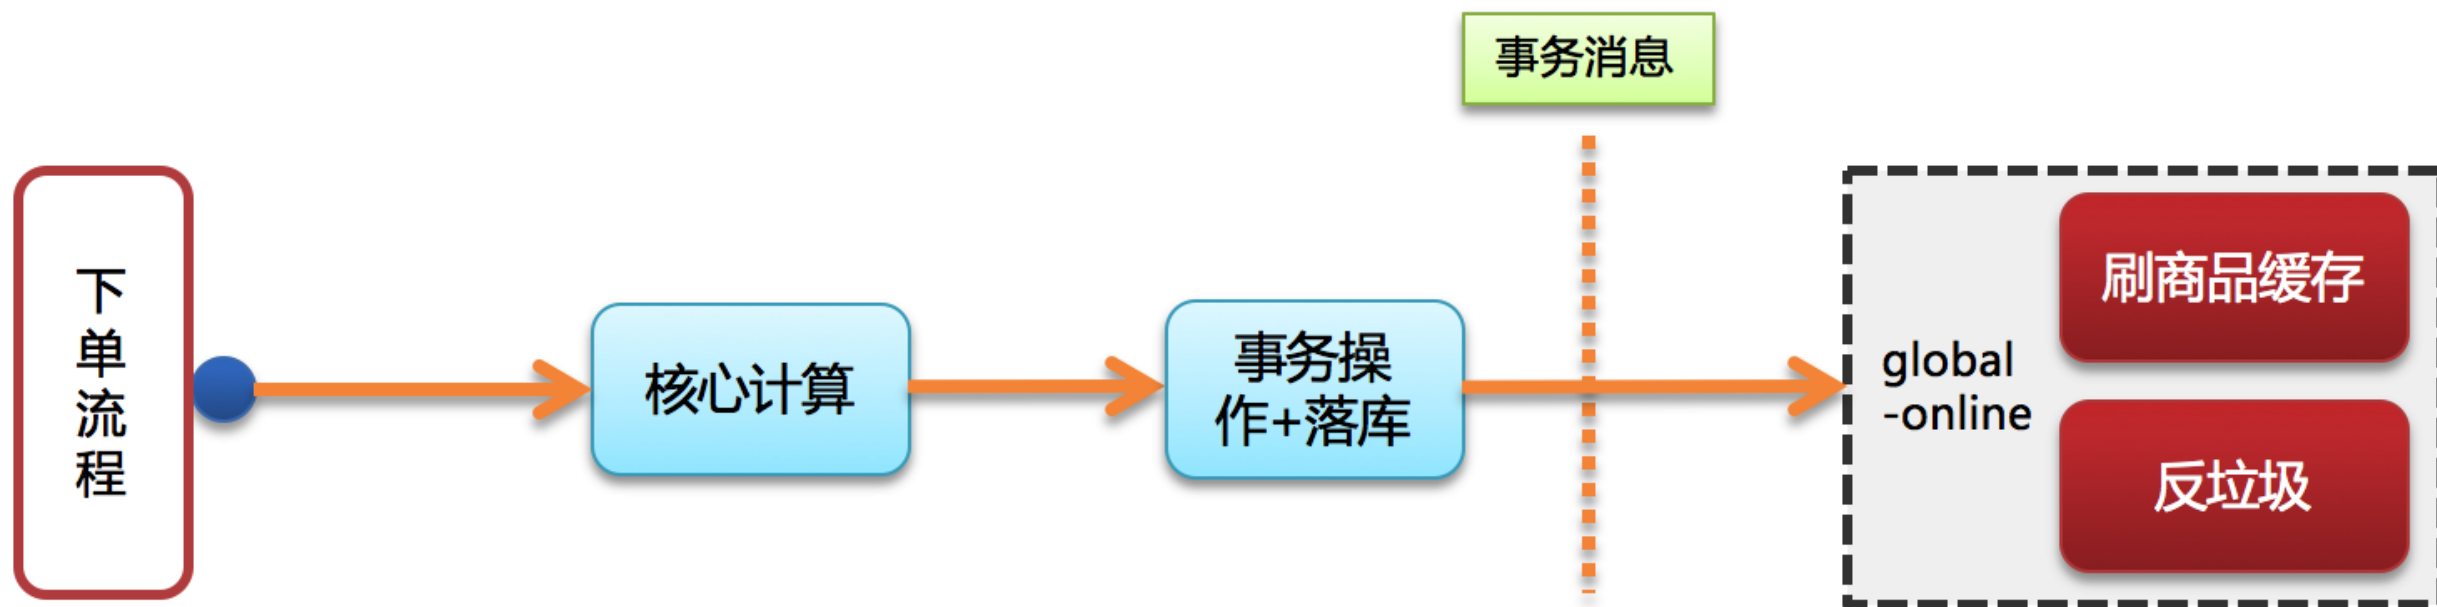 事务消息
下
单
流
程
核心计算
事务操
作+落库
global
-online
刷商品缓存
反垃圾